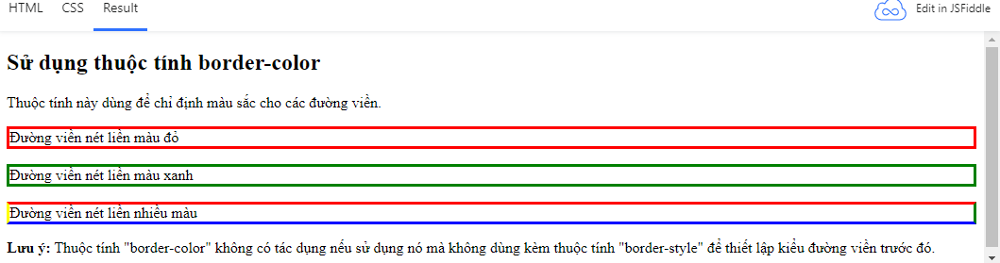 HTML CSS Result Edit in JSFiddle
Sử dụng thuộc tính border-color
Thuộc tính này dùng để chỉ định màu sắc cho các đường viền.
Đường viền nét liền màu đỏ
Đường viền nét liền màu xanh
Đường viền nét liền nhiều màu
Lưu ý: Thuộc tính "border-color" không có tác dụng nếu sử dụng nó mà không dùng kèm thuộc tính "border-style" để thiết lập kiểu đường viền trước đó.